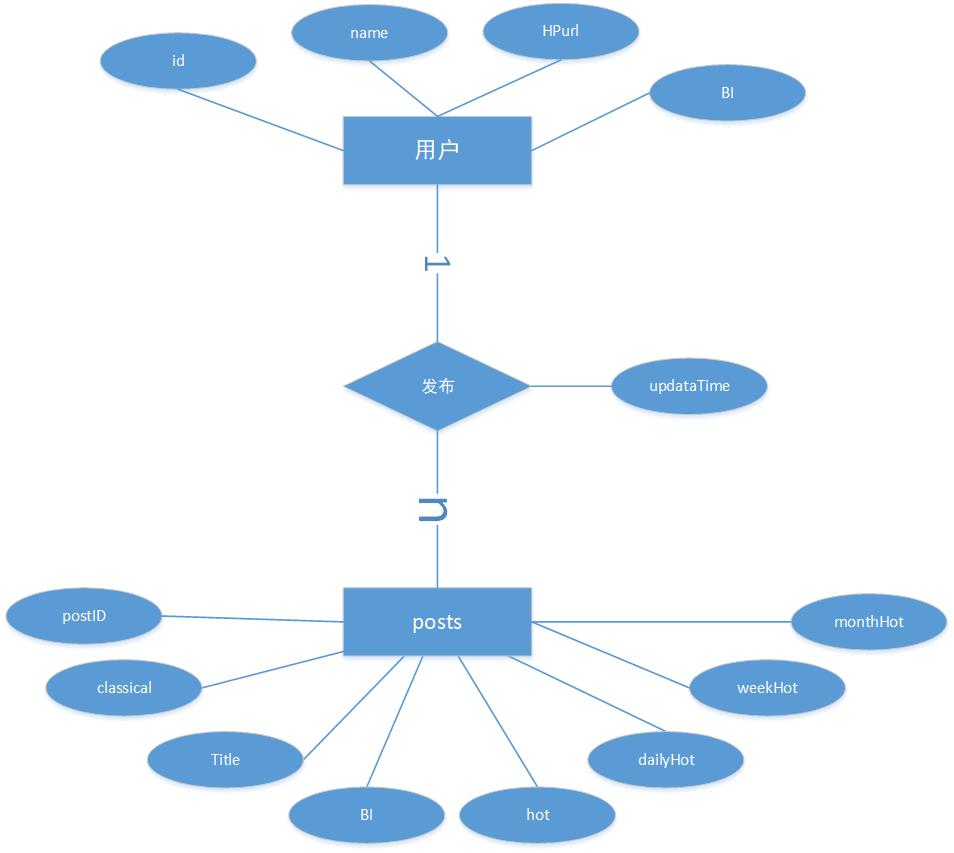 name
HPurl
id
BI
用户
1
发布
updataTime
n
postID
posts
monthHot
classical
weekHot
Title
dailyHot
BI
hot